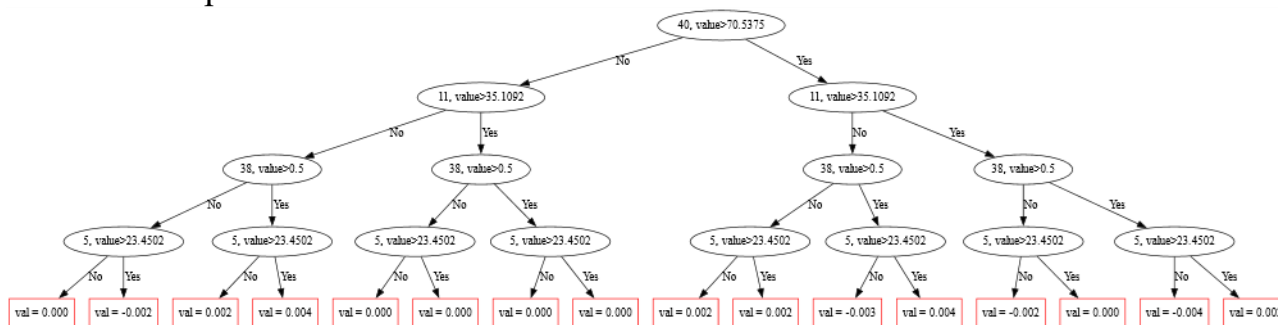 40, value>70.5375
No Yes
11, value>35.1092 11, value>35.1092
No Yes No Yes
38, value>0.5 38, value>0.5 38, value>0.5 38, value>0.5
No Yes No Yes No Yes No Yes
5, value>23.4502 5, value>23.4502 5, value>23.4502 5, value>23.4502 5, value>23.4502 5, value>23.4502 5, value>23.4502 5, value>23.4502
No Yes No Yes No Yes No Yes No Yes No Yes No Yes No Yes
val = 0.000 val = -0.002 val = 0.002 val = 0.004 val = 0.000 val = 0.000 val = 0.000 val = 0.000 val = 0.002 val = 0.002 val = -0.003 val = 0.004 val = -0.002 val = 0.000 val = -0.004 val =